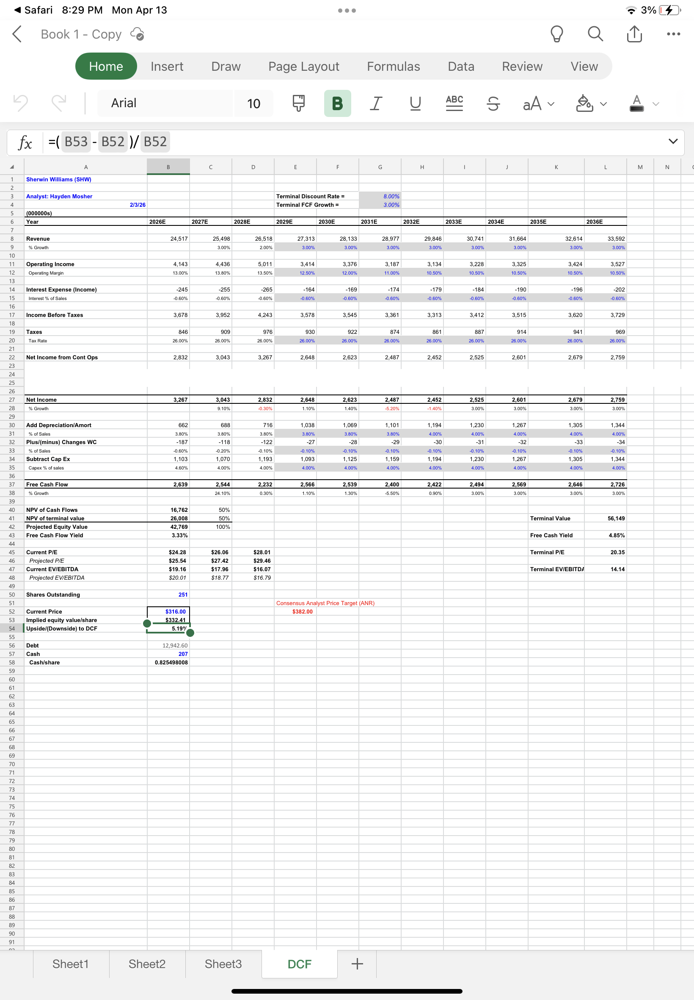 Safari 8:29 PM Mon Apr 13 3%
Book 1 - Copy
Home Insert Draw Page Layout Formulas Data Review View
Arial 10 B I U ABC S aA A
fx =( B53 - B52 )/ B52
A B C D E F G H I J K L M N
1 Sherwin Williams (SHW)
2
3 Analyst: Hayden Mosher Terminal Discount Rate = 8.00%
4 2/3/26 Terminal FCF Growth = 3.00%
5 (000000s)
6 Year 2026E 2027E 2028E 2029E 2030E 2031E 2032E 2033E 2034E 2035E 2036E
7
8 Revenue 24,517 25,498 26,518 27,313 28,133 28,977 29,846 30,741 31,664 32,614 33,592
9 % Growth 3.00% 2.00% 3.00% 3.00% 3.00% 3.00% 3.00% 3.00% 3.00% 3.00%
10
11 Operating Income 4,143 4,436 5,011 3,414 3,376 3,187 3,134 3,228 3,325 3,424 3,527
12 Operating Margin 13.00% 13.80% 13.50% 12.50% 12.00% 11.00% 10.50% 10.50% 10.50% 10.50% 10.50%
13
14 Interest Expense (Income) -245 -255 -265 -164 -169 -174 -179 -184 -190 -196 -202
15 Interest % of Sales -0.60% -0.60% -0.60% -0.60% -0.60% -0.60% -0.60% -0.60% -0.60% -0.60% -0.60%
16
17 Income Before Taxes 3,678 3,952 4,243 3,578 3,545 3,361 3,313 3,412 3,515 3,620 3,729
18
19 Taxes 846 909 976 930 922 874 861 887 914 941 969
20 Tax Rate 26.00% 26.00% 26.00% 26.00% 26.00% 26.00% 26.00% 26.00% 26.00% 26.00% 26.00%
21
22 Net Income from Cont Ops 2,832 3,043 3,267 2,648 2,623 2,487 2,452 2,525 2,601 2,679 2,759
23
24
25
26
27 Net Income 3,267 3,043 2,832 2,648 2,623 2,487 2,452 2,525 2,601 2,679 2,759
28 % Growth 9.10% -0.30% 1.10% 1.40% -5.20% -1.40% 3.00% 3.00% 3.00% 3.00%
29
30 Add Depreciation/Amort 662 688 716 1,038 1,069 1,101 1,194 1,230 1,267 1,305 1,344
31 % of Sales 3.80% 3.80% 3.80% 3.80% 3.80% 3.80% 4.00% 4.00% 4.00% 4.00% 4.00%
32 Plus/(minus) Changes WC -187 -118 -122 -27 -28 -29 -30 -31 -32 -33 -34
33 % of Sales -0.60% -0.20% -0.10% -0.10% -0.10% -0.10% -0.10% -0.10% -0.10% -0.10% -0.10%
34 Subtract Cap Ex 1,103 1,070 1,193 1,093 1,125 1,159 1,194 1,230 1,267 1,305 1,344
35 Capex % of sales 4.60% 4.00% 4.00% 4.00% 4.00% 4.00% 4.00% 4.00% 4.00% 4.00% 4.00%
36
37 Free Cash Flow 2,639 2,544 2,232 2,566 2,539 2,400 2,422 2,494 2,569 2,646 2,726
38 % Growth 24.10% 0.30% 1.10% 1.30% -5.50% 0.90% 3.00% 3.00% 3.00% 3.00%
39
40 NPV of Cash Flows 16,762 50%
41 NPV of terminal value 26,008 50% Terminal Value 56,149
42 Projected Equity Value 42,769 100%
43 Free Cash Flow Yield 3.33% Free Cash Yield 4.85%
44
45 Current P/E $24.28 $26.06 $28.01 Terminal P/E 20.35
46 Projected P/E $25.54 $27.42 $29.46
47 Current EV/EBITDA $19.16 $17.96 $16.07 Terminal EV/EBITDA 14.14
48 Projected EV/EBITDA $20.01 $18.77 $16.79
49
50 Shares Outstanding 251
51 Consensus Analyst Price Target (ANR)
52 Current Price $316.00 $382.00
53 Implied equity value/share $332.41
54 Upside/(Downside) to DCF 5.19%
55
56 Debt 12,942.60
57 Cash 207
58 Cash/share 0.825498008
59
60
61
62
63
64
65
66
67
68
69
70
71
72
73
74
75
76
77
78
79
80
81
82
83
84
85
86
87
88
89
90
91
Sheet1 Sheet2 Sheet3 DCF